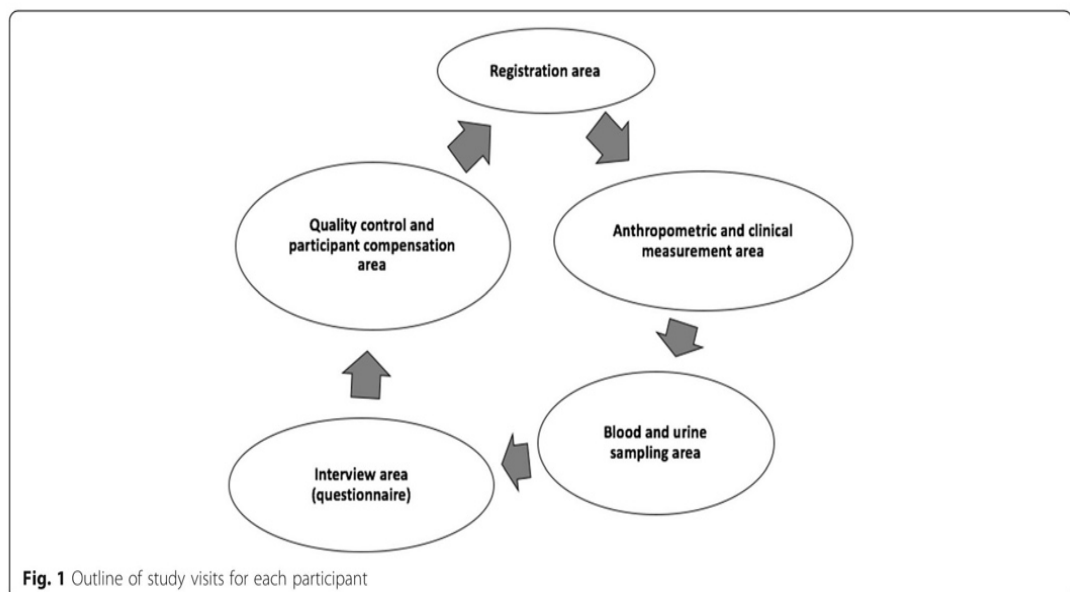 Registration area
Anthropometric and clinical
measurement area
Blood and urine
sampling area
Interview area
(questionnaire)
Quality control and
participant compensation
area
Fig. 1 Outline of study visits for each participant